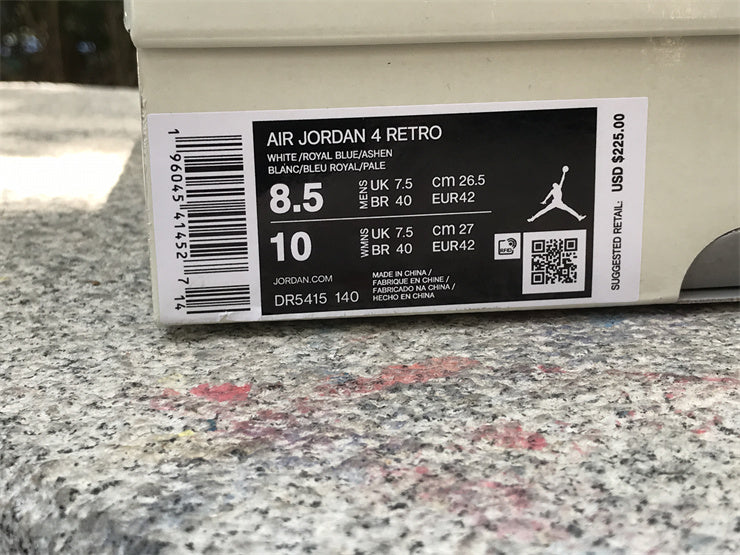 1 96045 41452 7 14
AIR JORDAN 4 RETRO
WHITE/ROYAL BLUE/ASHEN
BLANC/BLEU ROYAL/PALE
8.5 MENS UK 7.5 cm 26.5
BR 40 EUR42
10 WMNS UK 7.5 cm 27
BR 40 EUR42
RFID
JORDAN.COM
DR5415 140
MADE IN CHINA /
FABRIQUE EN CHINE /
FABRICADO NA CHINA /
HECHO EN CHINA
SUGGESTED RETAIL: USD $225.00